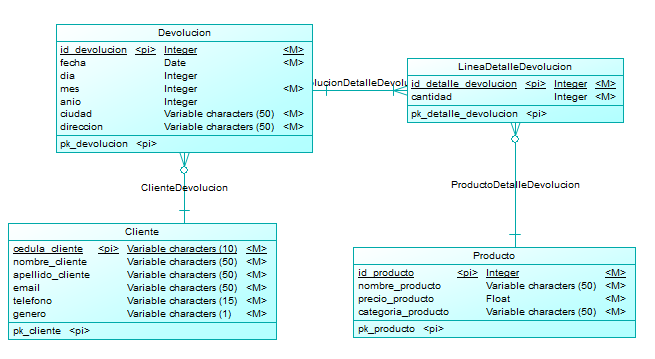 Devolucion
id_devolucion <pi> Integer <M>
fecha Date <M>
dia Integer
mes Integer <M>
anio Integer
ciudad Variable characters (50) <M>
direccion Variable characters (50) <M>
pk_devolucion <pi>
LineaDetalleDevolucion
id_detalle_devolucion <pi> Integer <M>
cantidad Integer <M>
pk_detalle_devolucion <pi>
ClienteDevolucion
ProductoDetalleDevolucion
Cliente
cedula_cliente <pi> Variable characters (10) <M>
nombre_cliente Variable characters (50) <M>
apellido_cliente Variable characters (50) <M>
email Variable characters (50) <M>
telefono Variable characters (15) <M>
genero Variable characters (1) <M>
pk_cliente <pi>
Producto
id_producto <pi> Integer <M>
nombre_producto Variable characters (50) <M>
precio_producto Float <M>
categoria_producto Variable characters (50) <M>
pk_producto <pi>